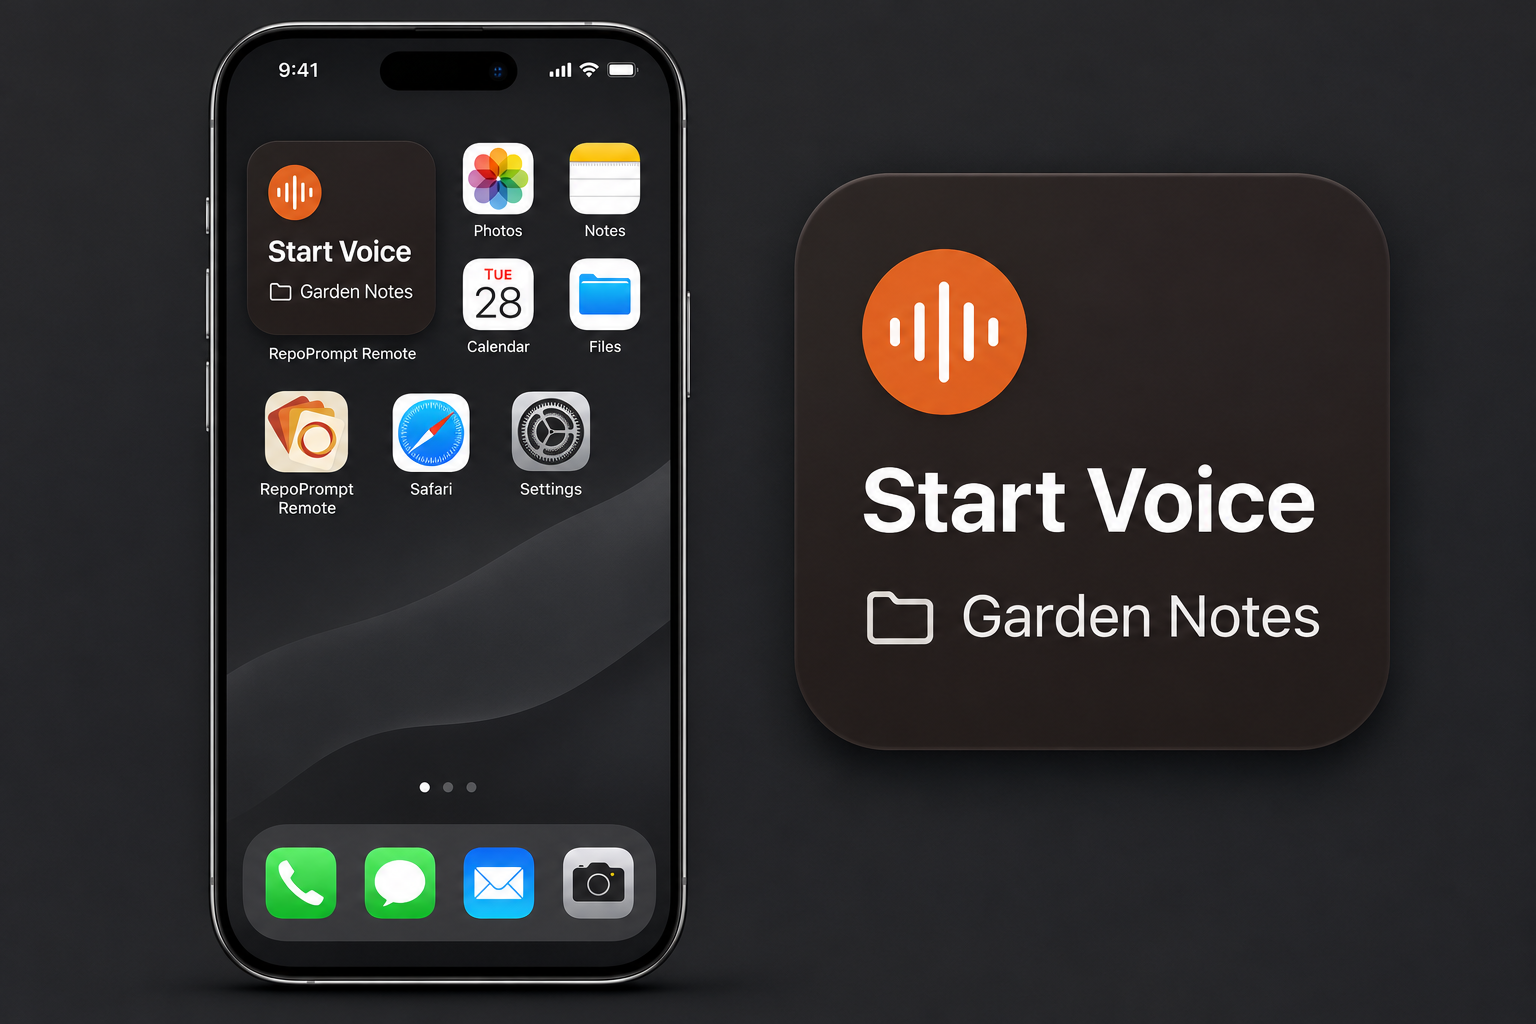 9:41
Start Voice
Garden Notes
RepoPrompt Remote
Photos
Notes
TUE
28
Calendar
Files
RepoPrompt
Remote
Safari
Settings
Start Voice
Garden Notes